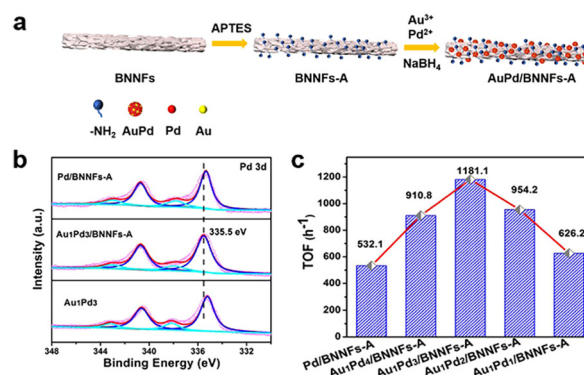 a
APTES
Au³⁺
Pd²⁺
NaBH₄
BNNFs
BNNFs-A
AuPd/BNNFs-A
-NH₂ AuPd Pd Au
b
Pd 3d
Pd/BNNFs-A
Au₁Pd₃/BNNFs-A
335.5 eV
Au₁Pd₃
Intensity (a.u.)
348 344 340 336 332
Binding Energy (eV)
c
1200
1000
800
600
400
200
0
TOF (h⁻¹)
532.1
910.8
1181.1
954.2
626.2
Pd/BNNFs-A
Au₁Pd₄/BNNFs-A
Au₁Pd₃/BNNFs-A
Au₁Pd₂/BNNFs-A
Au₁Pd₁/BNNFs-A